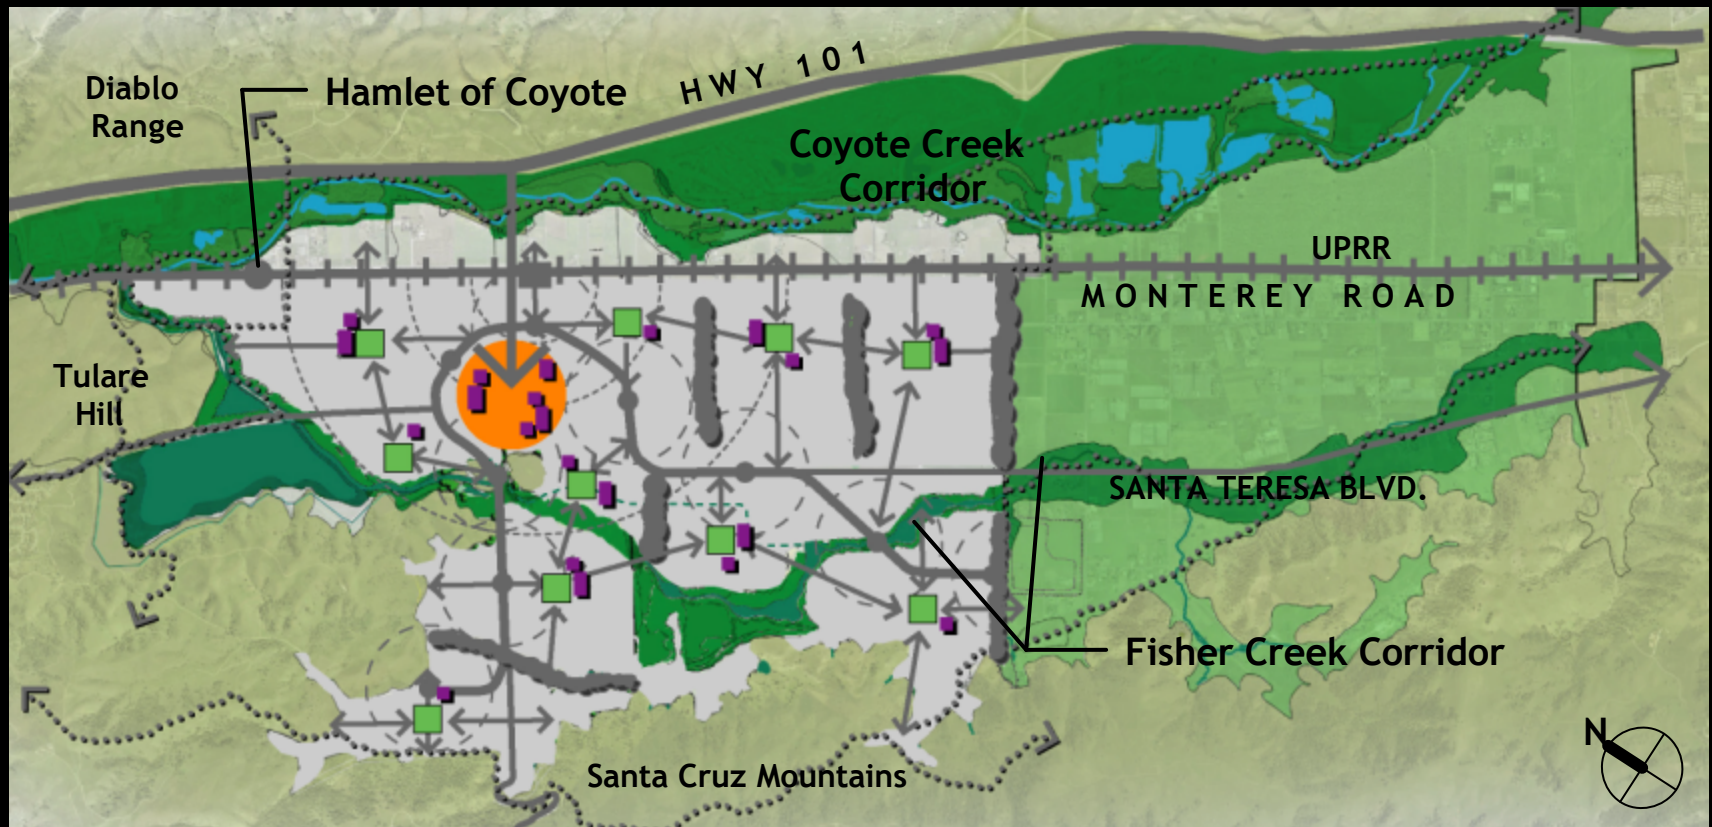 Diablo
Range
Hamlet of Coyote
HWY 101
Coyote Creek
Corridor
UPRR
MONTEREY ROAD
Tulare
Hill
SANTA TERESA BLVD.
Fisher Creek Corridor
Santa Cruz Mountains
N